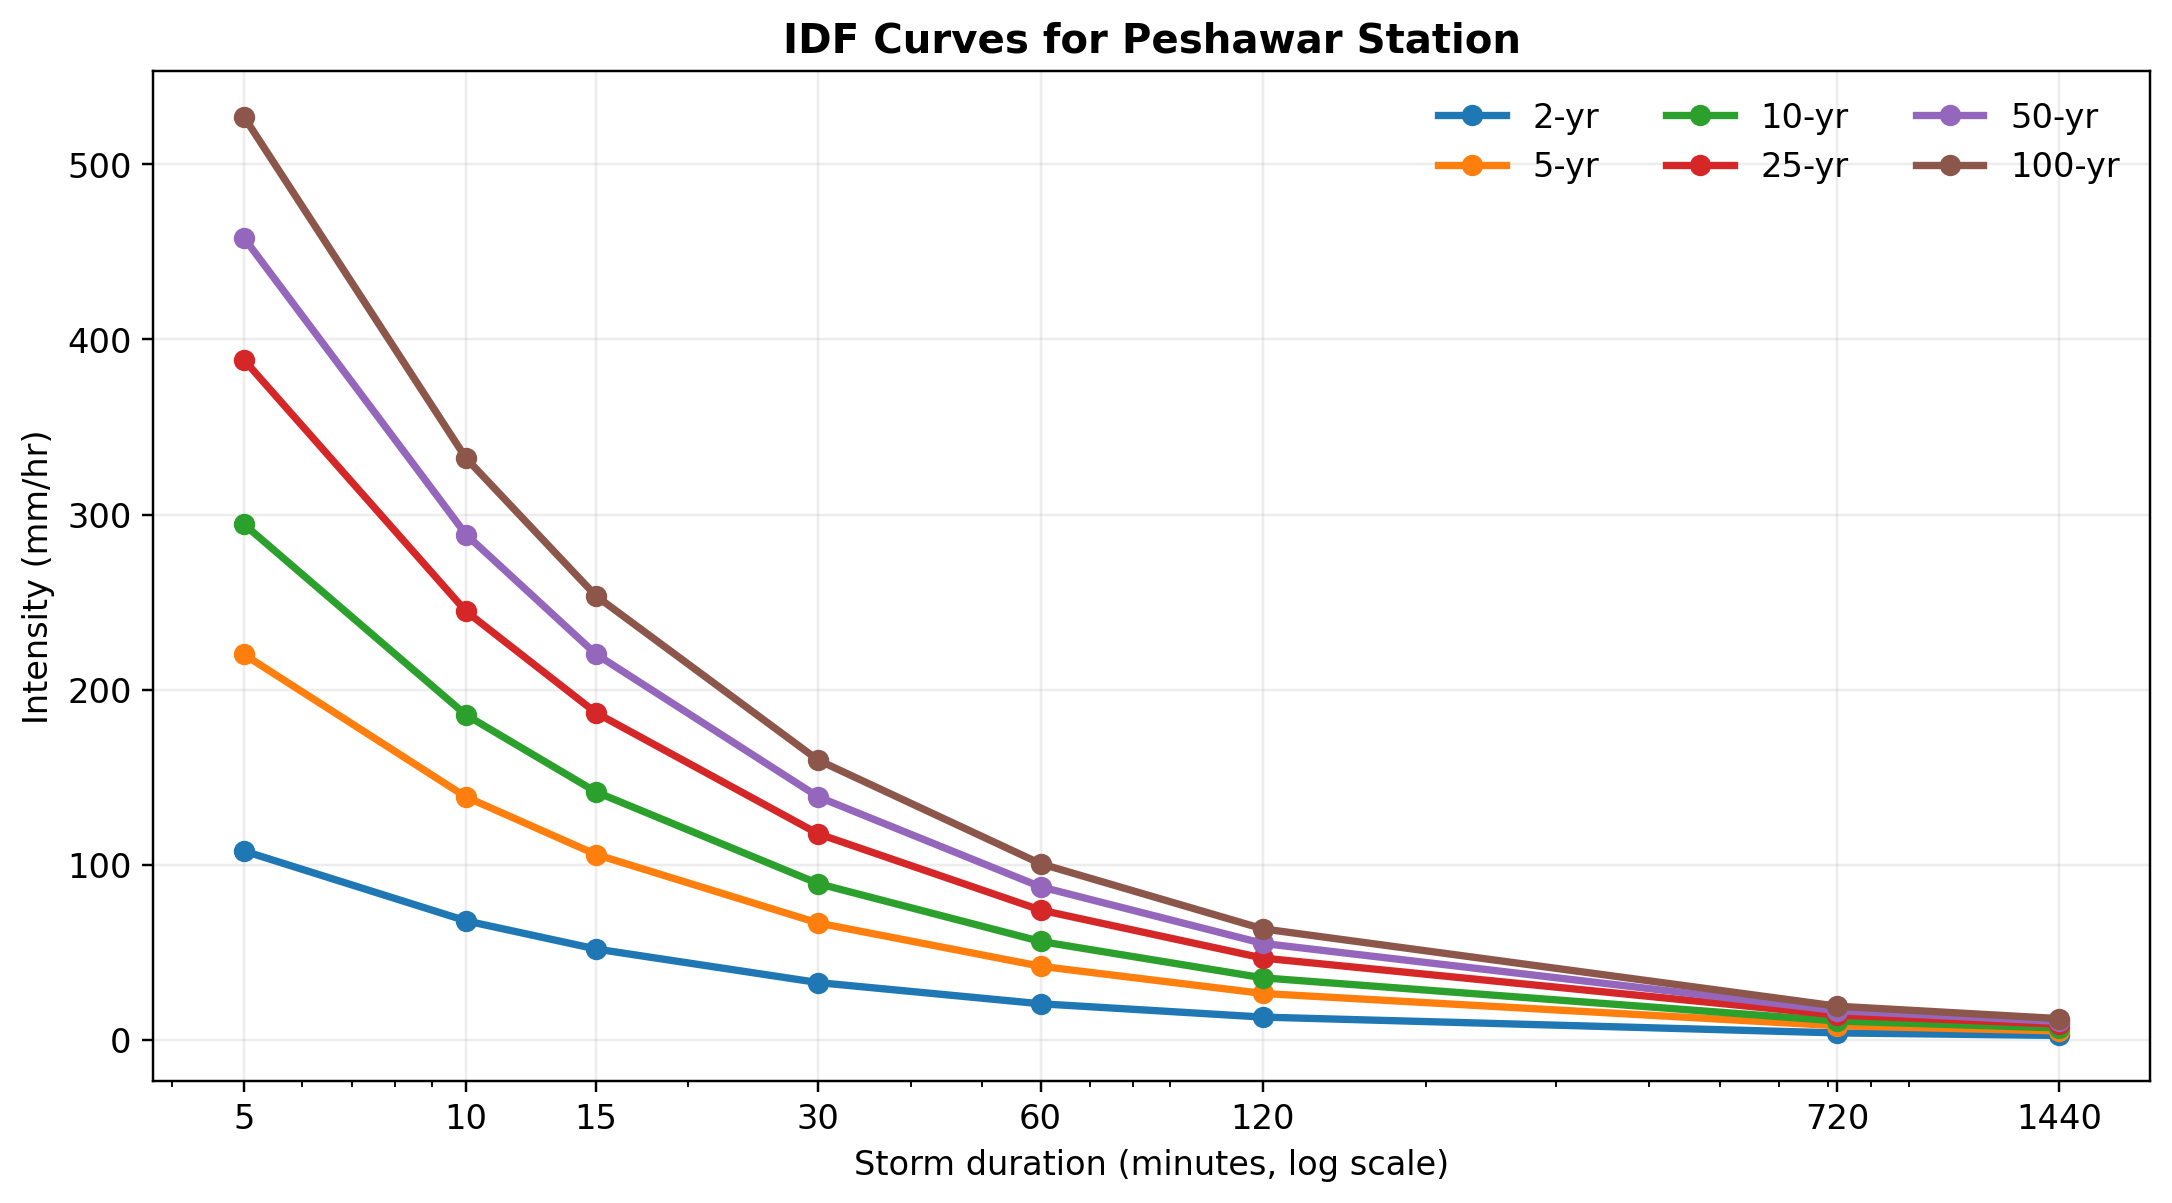 IDF Curves for Peshawar Station
2-yr 10-yr 50-yr
5-yr 25-yr 100-yr
500
400
300
200
100
0
Intensity (mm/hr)
5 10 15 30 60 120 720 1440
Storm duration (minutes, log scale)